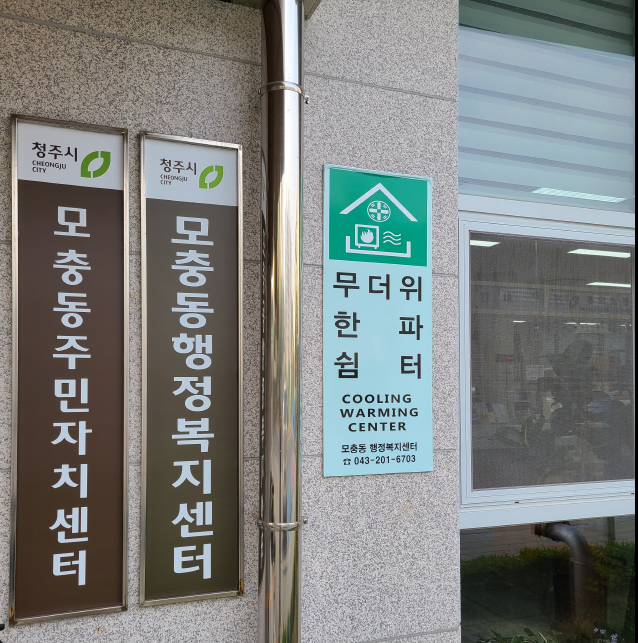 청주시
CHEONGJU
CITY
모충동주민자치센터
청주시
CHEONGJU
CITY
모충동행정복지센터
무더위
한 파
쉼 터
COOLING
WARMING
CENTER
모충동 행정복지센터
☎ 043-201-6703